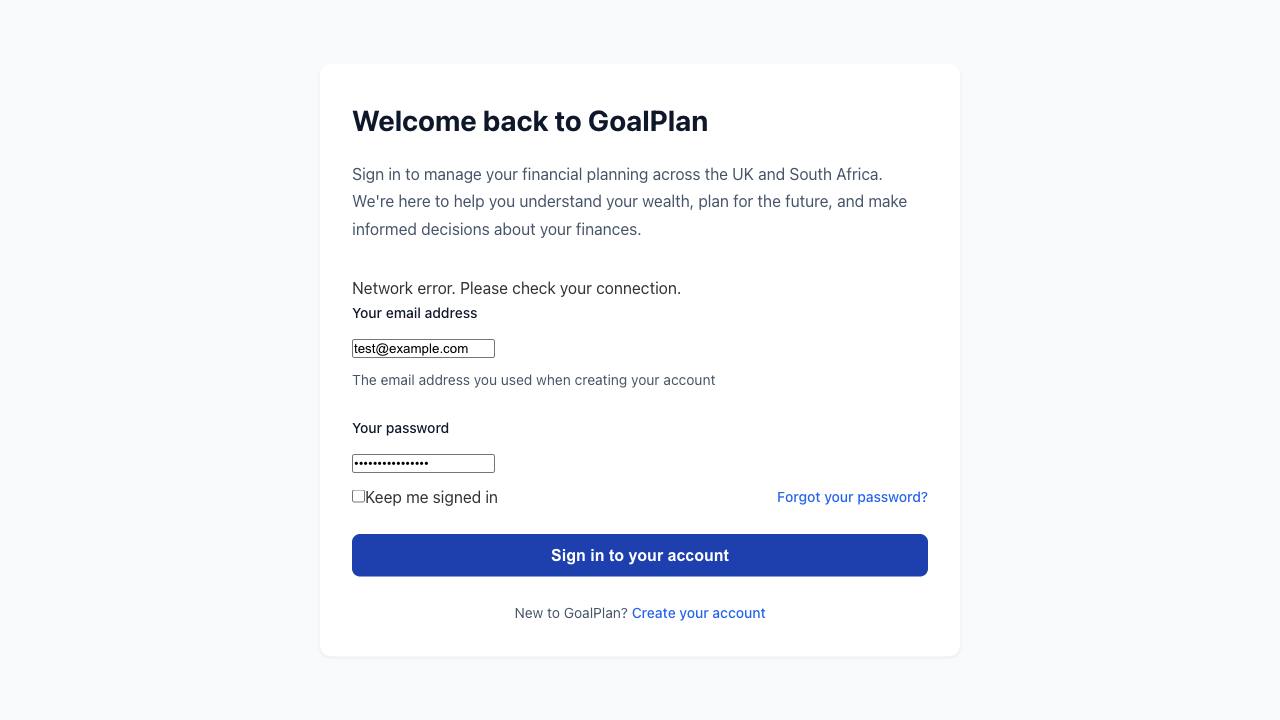 Welcome back to GoalPlan
Sign in to manage your financial planning across the UK and South Africa.
We're here to help you understand your wealth, plan for the future, and make
informed decisions about your finances.
Network error. Please check your connection.
Your email address
test@example.com
The email address you used when creating your account
Your password
••••••••••••••••
Keep me signed in
Forgot your password?
Sign in to your account
New to GoalPlan? Create your account